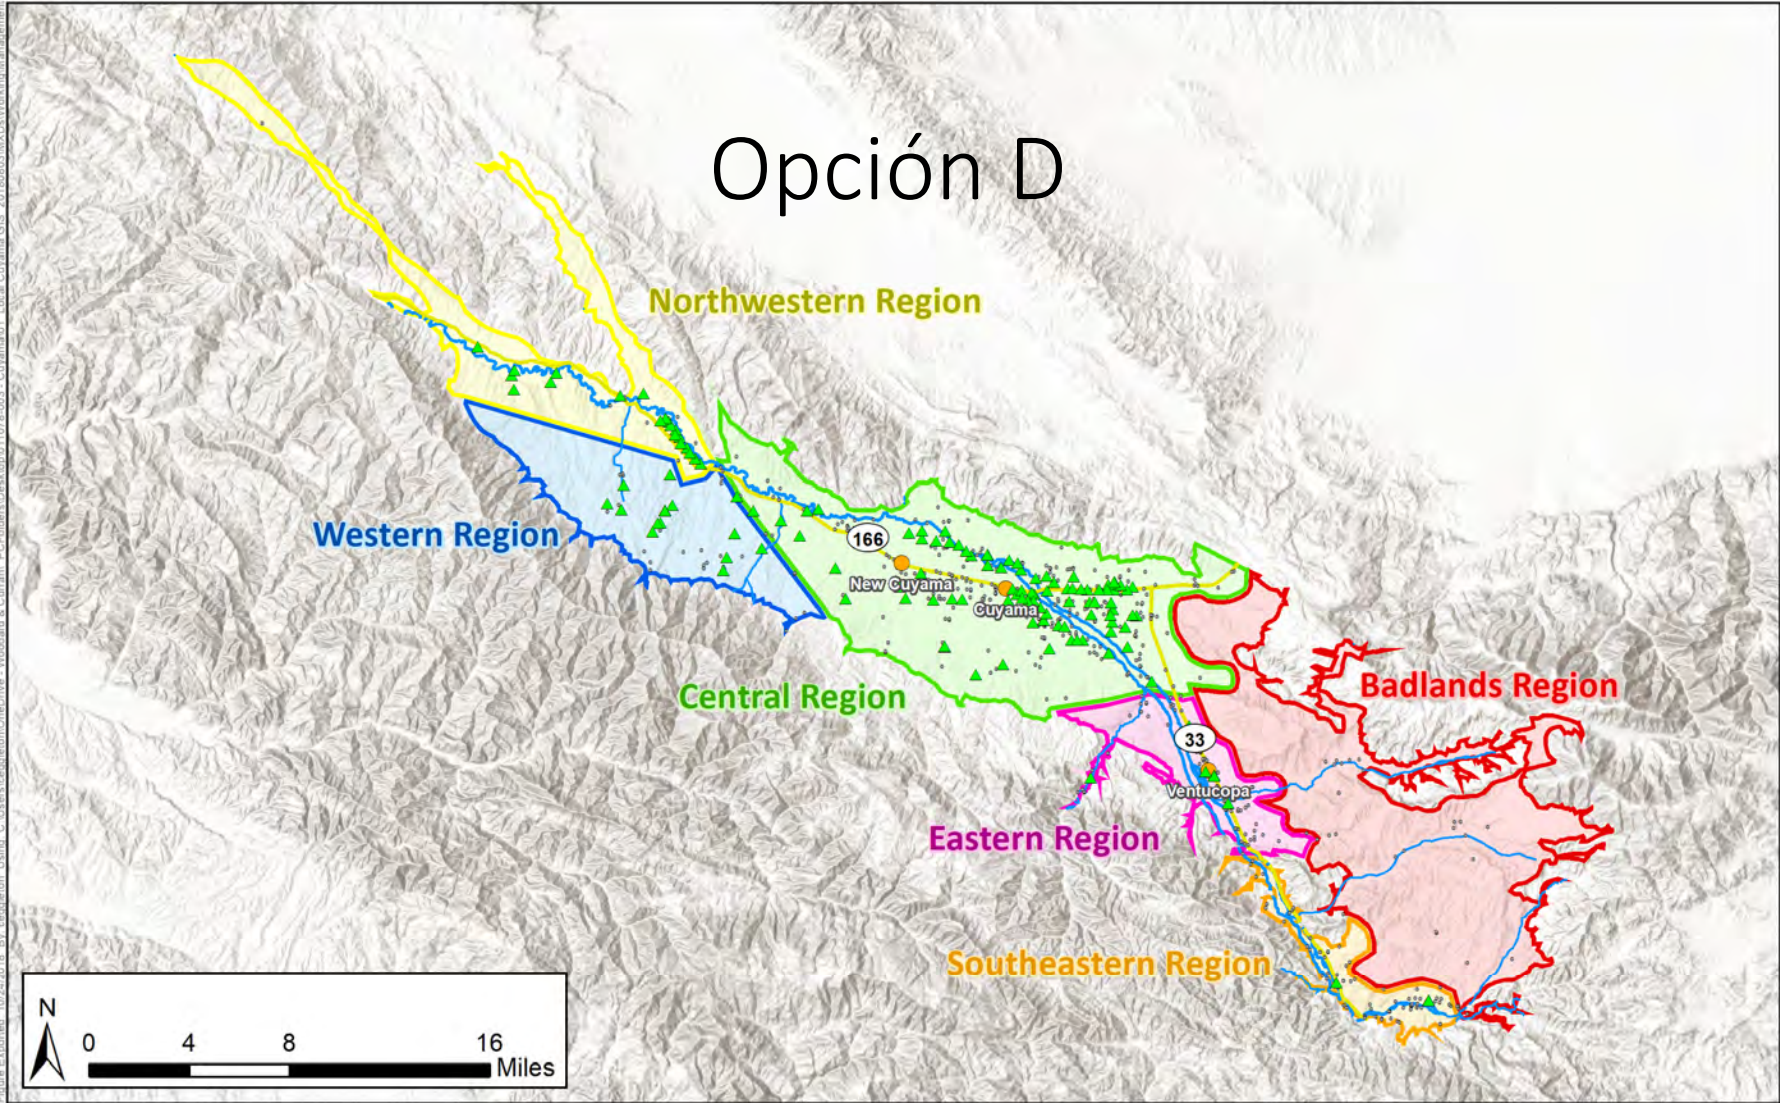 Opción D
Northwestern Region
Western Region
166
New Cuyama
Cuyama
Central Region
Badlands Region
33
Ventucopa
Eastern Region
Southeastern Region
N
0 4 8 16
Miles